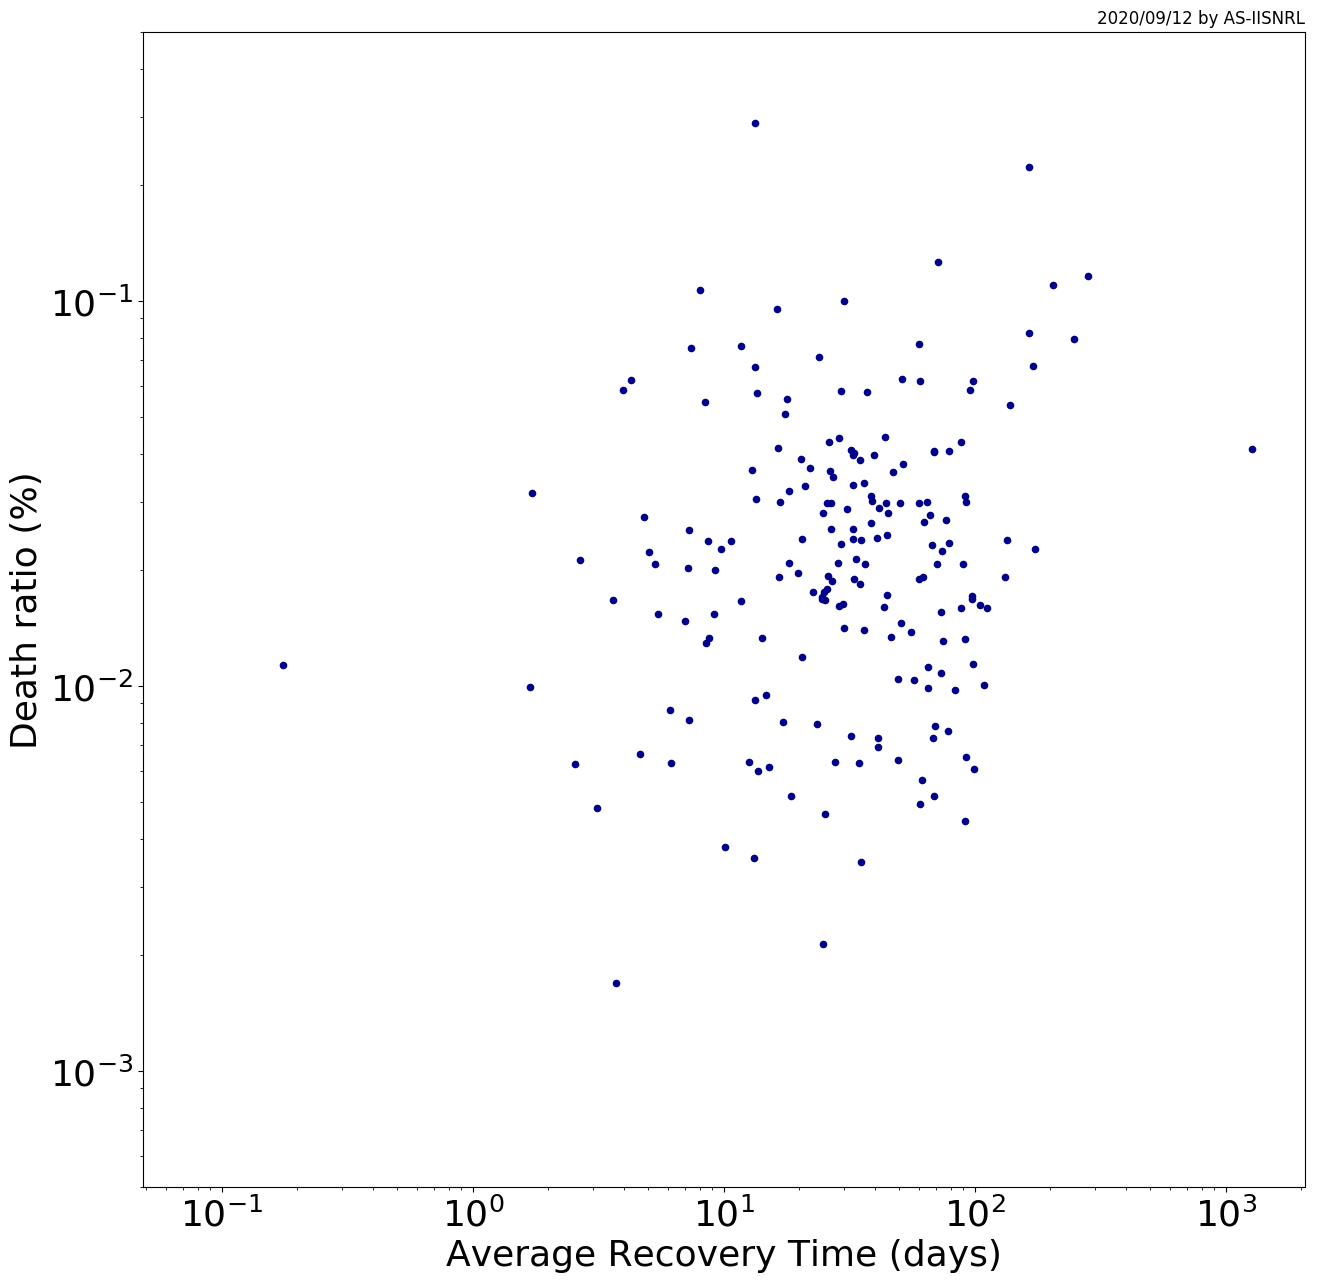 2020/09/12 by AS-IISNRL
10⁻¹
10⁻²
10⁻³
Death ratio (%)
10⁻¹ 10⁰ 10¹ 10² 10³
Average Recovery Time (days)